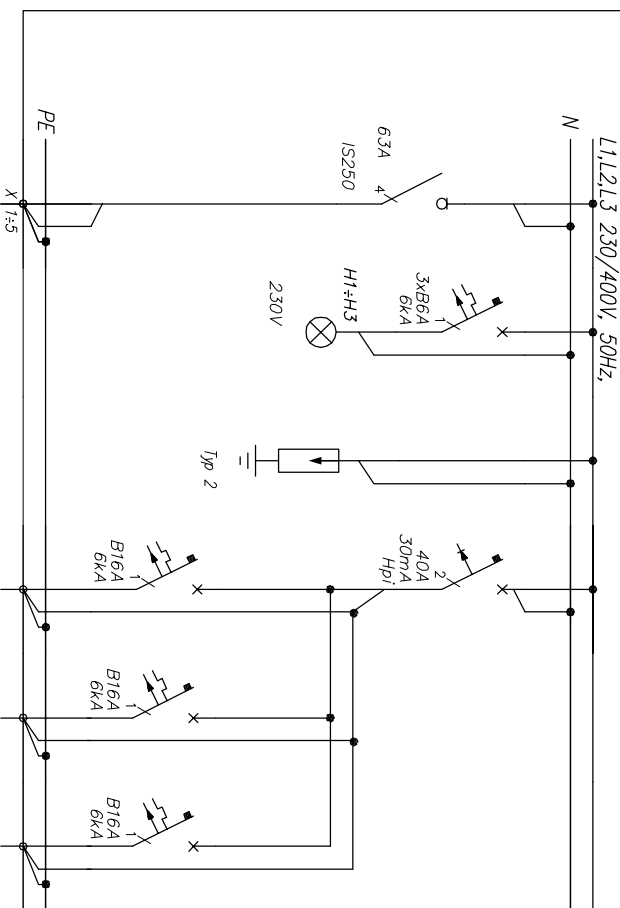 L1,L2,L3 230/400V, 50Hz,
N
PE
63A
IS250
4
X
1÷5
3xB6A
6kA
1
H1÷H3
230V
Typ 2
40A
30mA
Hpi
2
B16A
6kA
1
B16A
6kA
1
B16A
6kA
1